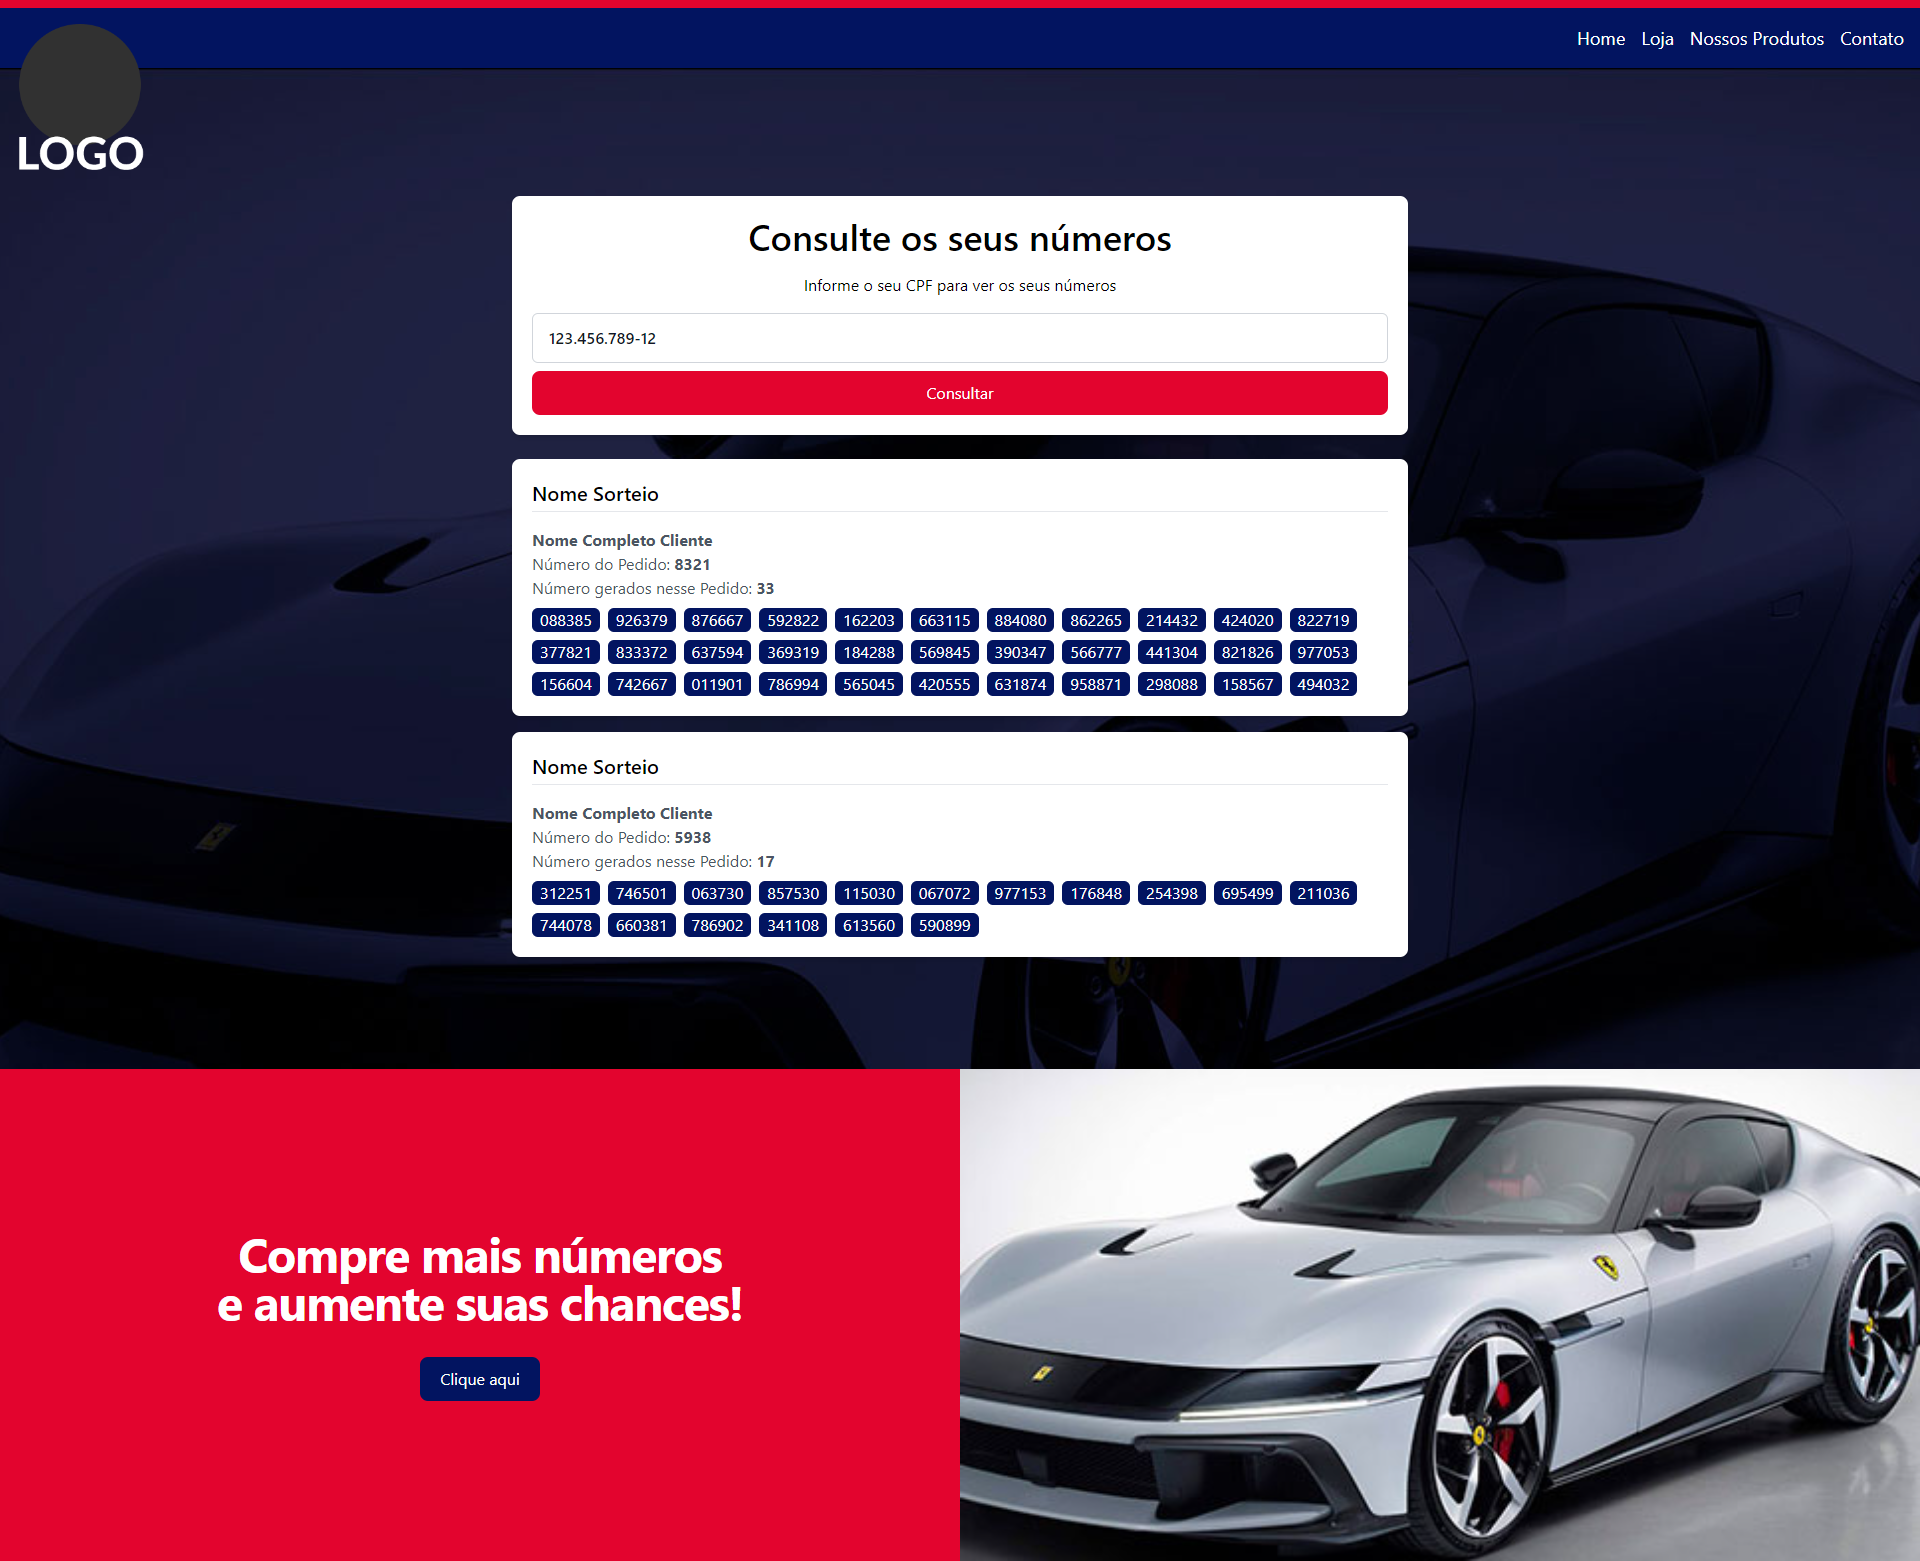 Home Loja Nossos Produtos Contato
LOGO
Consulte os seus números
Informe o seu CPF para ver os seus números
123.456.789-12
Consultar
Nome Sorteio
Nome Completo Cliente
Número do Pedido: 8321
Número gerados nesse Pedido: 33
088385 926379 876667 592822 162203 663115 884080 862265 214432 424020 822719
377821 833372 637594 369319 184288 569845 390347 566777 441304 821826 977053
156604 742667 011901 786994 565045 420555 631874 958871 298088 158567 494032
Nome Sorteio
Nome Completo Cliente
Número do Pedido: 5938
Número gerados nesse Pedido: 17
312251 746501 063730 857530 115030 067072 977153 176848 254398 695499 211036
744078 660381 786902 341108 613560 590899
Compre mais números
e aumente suas chances!
Clique aqui